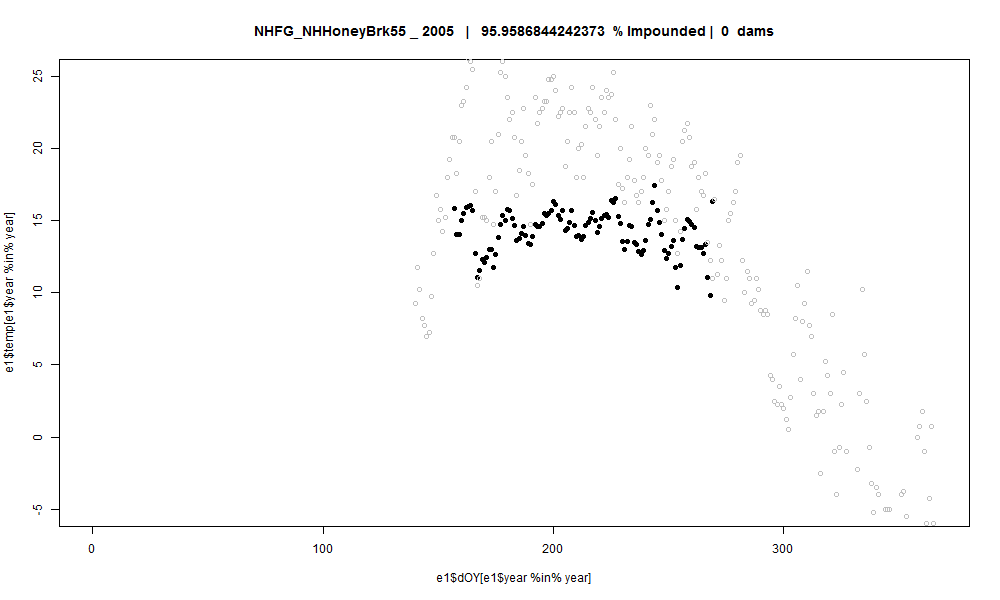 NHFG_NHHoneyBrk55 _ 2005 | 95.9586844242373 % Impounded | 0 dams
25
20
15
10
5
0
-5
e1$temp[e1$year %in% year]
0 100 200 300
e1$dOY[e1$year %in% year]